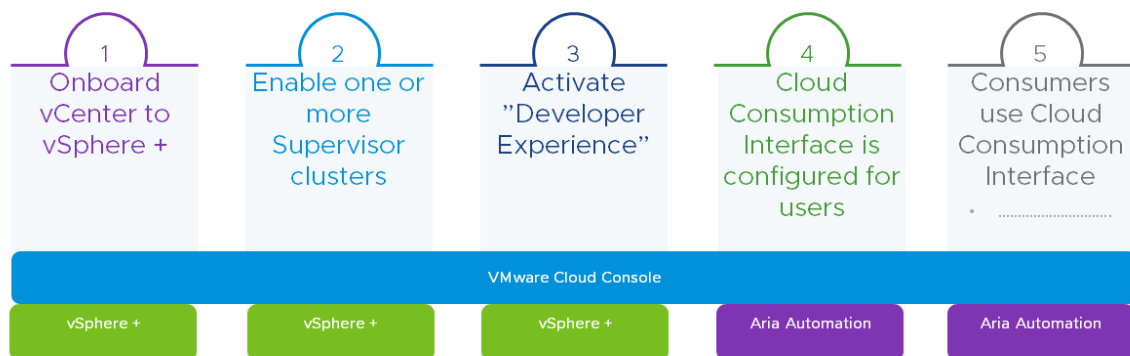 1
Onboard
vCenter to
vSphere +
2
Enable one or
more
Supervisor
clusters
3
Activate
”Developer
Experience”
4
Cloud
Consumption
Interface is
configured for
users
5
Consumers
use Cloud
Consumption
Interface
• ..............................
VMware Cloud Console
vSphere +
vSphere +
vSphere +
Aria Automation
Aria Automation